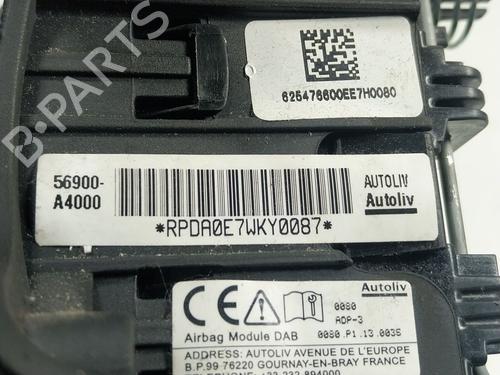 625476600EE7H0080
56900-
A4000
AUTOLIV
Autoliv
*RPDA0E7WKY0087*
B-PARTS
CE
0080
ADP-3
Autoliv
Airbag Module DAB
0080.P1.13.0035
ADDRESS: AUTOLIV AVENUE DE L'EUROPE
B.P.99 76220 GOURNAY-EN-BRAY FRANCE